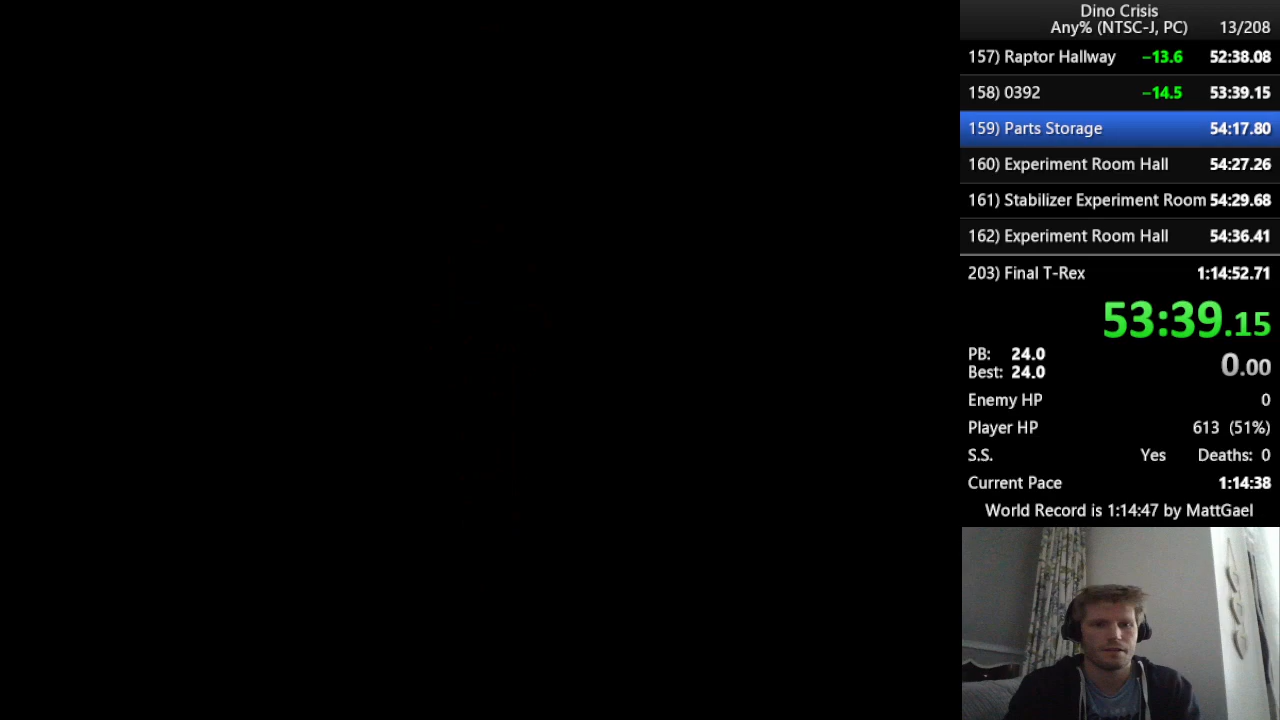 Dino Crisis
Any% (NTSC-J, PC) 13/208
157) Raptor Hallway −13.6 52:38.08
158) 0392 −14.5 53:39.15
159) Parts Storage 54:17.80
160) Experiment Room Hall 54:27.26
161) Stabilizer Experiment Room 54:29.68
162) Experiment Room Hall 54:36.41
203) Final T-Rex 1:14:52.71
53:39.15
PB: 24.0 0.00
Best: 24.0
Enemy HP 0
Player HP 613 (51%)
S.S. Yes Deaths: 0
Current Pace 1:14:38
World Record is 1:14:47 by MattGael